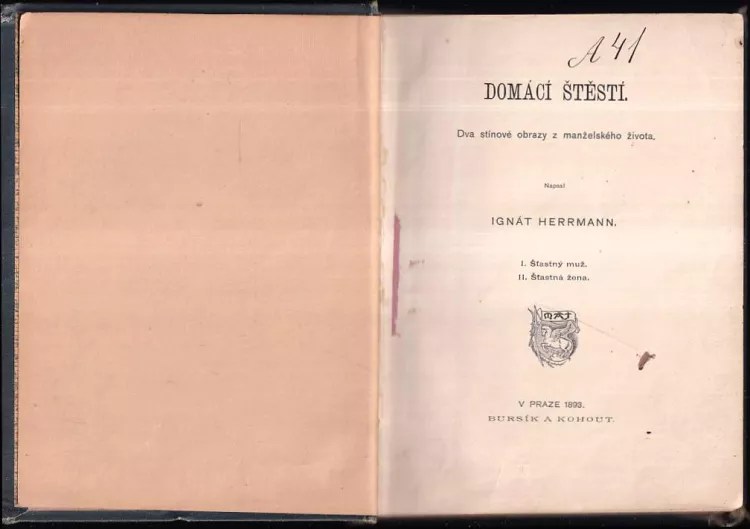 A 41
DOMÁCÍ ŠTĚSTÍ.
Dva stínové obrazy z manželského života.
Napsal
IGNÁT HERRMANN.
I. Šťastný muž.
II. Šťastná žena.
MÁJ
V PRAZE 1893.
BURSÍK A KOHOUT.